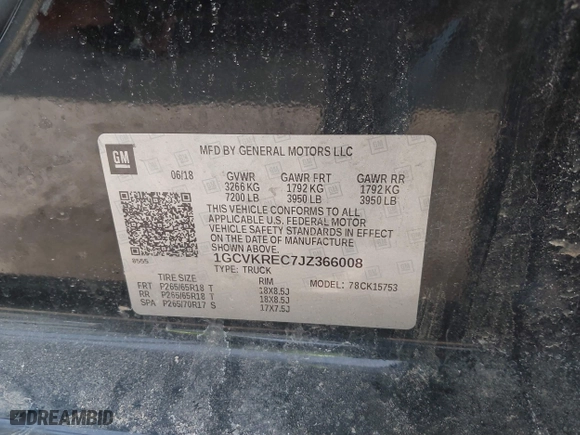 GM
MFD BY GENERAL MOTORS LLC
06/18 GVWR GAWR FRT GAWR RR
3266 KG 1792 KG 1792 KG
7200 LB 3950 LB 3950 LB
THIS VEHICLE CONFORMS TO ALL
APPLICABLE U.S. FEDERAL MOTOR
VEHICLE SAFETY STANDARDS IN EFFECT
ON THE DATE OF MANUFACTURE
SHOWN ABOVE.
8555 1GCVKREC7JZ366008
TYPE: TRUCK
TIRE SIZE RIM MODEL: 78CK15753
FRT P265/65R18 T 18X8.5J
RR P265/65R18 T 18X8.5J
SPA P265/70R17 S 17X7.5J
DREAMBID